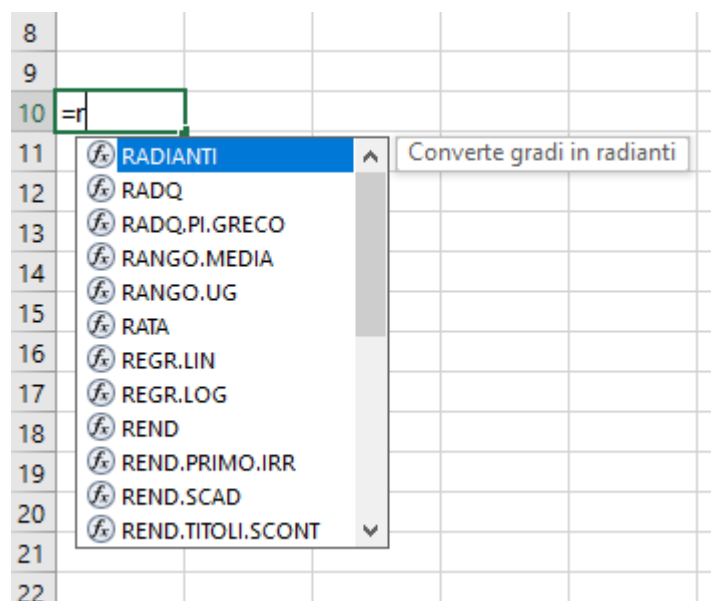 8
9
10 =r
11 RADIANTI Converte gradi in radianti
12 RADQ
13 RADQ.PI.GRECO
RANGO.MEDIA
14 RANGO.UG
15 RATA
16 REGR.LIN
17 REGR.LOG
18 REND
19 REND.PRIMO.IRR
20 REND.SCAD
21 REND.TITOLI.SCONT
22